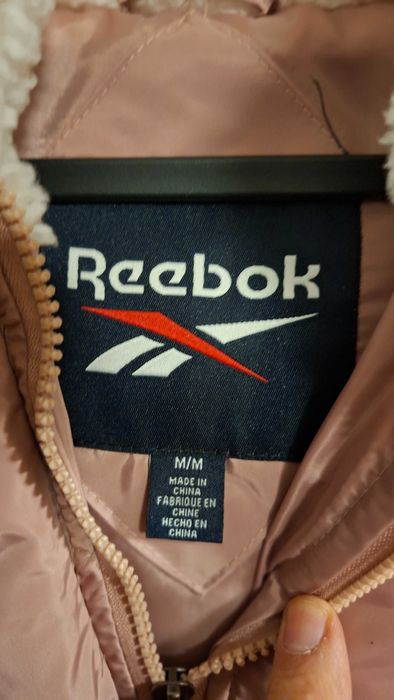 Reebok
M/M
MADE IN
CHINA
FABRIQUE EN
CHINE
HECHO EN
CHINA